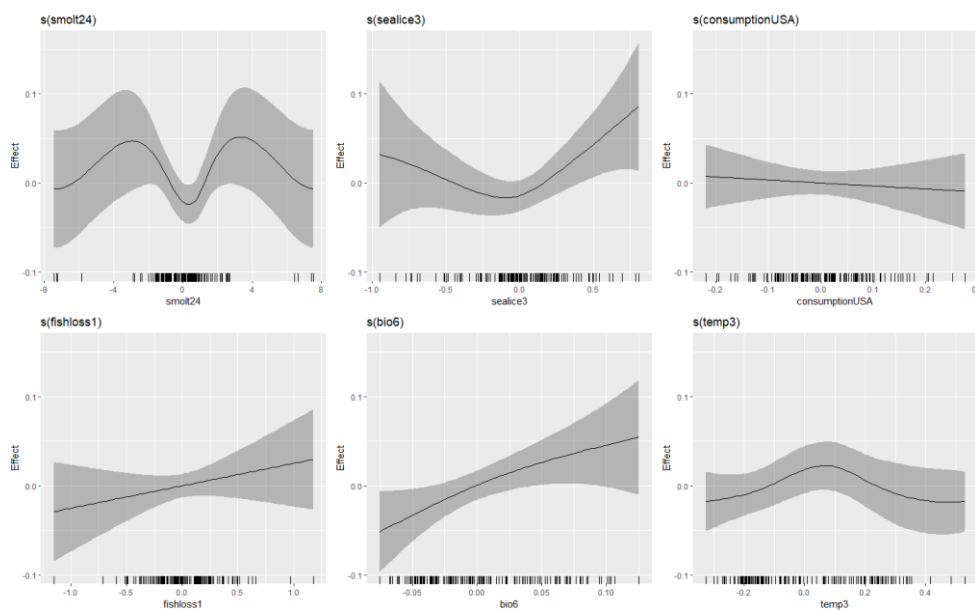 s(smolt24)
0.1
0.0
-0.1
Effect
-8
-4
0
4
8
smolt24
s(sealice3)
0.1
0.0
-0.1
Effect
-1.0
-0.5
0.0
0.5
sealice3
s(consumptionUSA)
0.1
0.0
-0.1
Effect
-0.2
-0.1
0.0
0.1
0.2
consumptionUSA
s(fishloss1)
0.1
0.0
-0.1
Effect
-1.0
-0.5
0.0
0.5
1.0
fishloss1
s(bio6)
0.1
0.0
-0.1
Effect
-0.05
0.00
0.05
0.10
bio6
s(temp3)
0.1
0.0
-0.1
Effect
-0.2
0.0
0.2
0.4
temp3